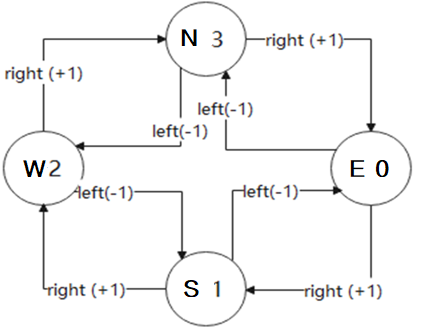 N 3
right (+1)
right (+1)
left(-1)
left(-1)
W2
E 0
left(-1)
left(-1)
right (+1)
S 1
right (+1)